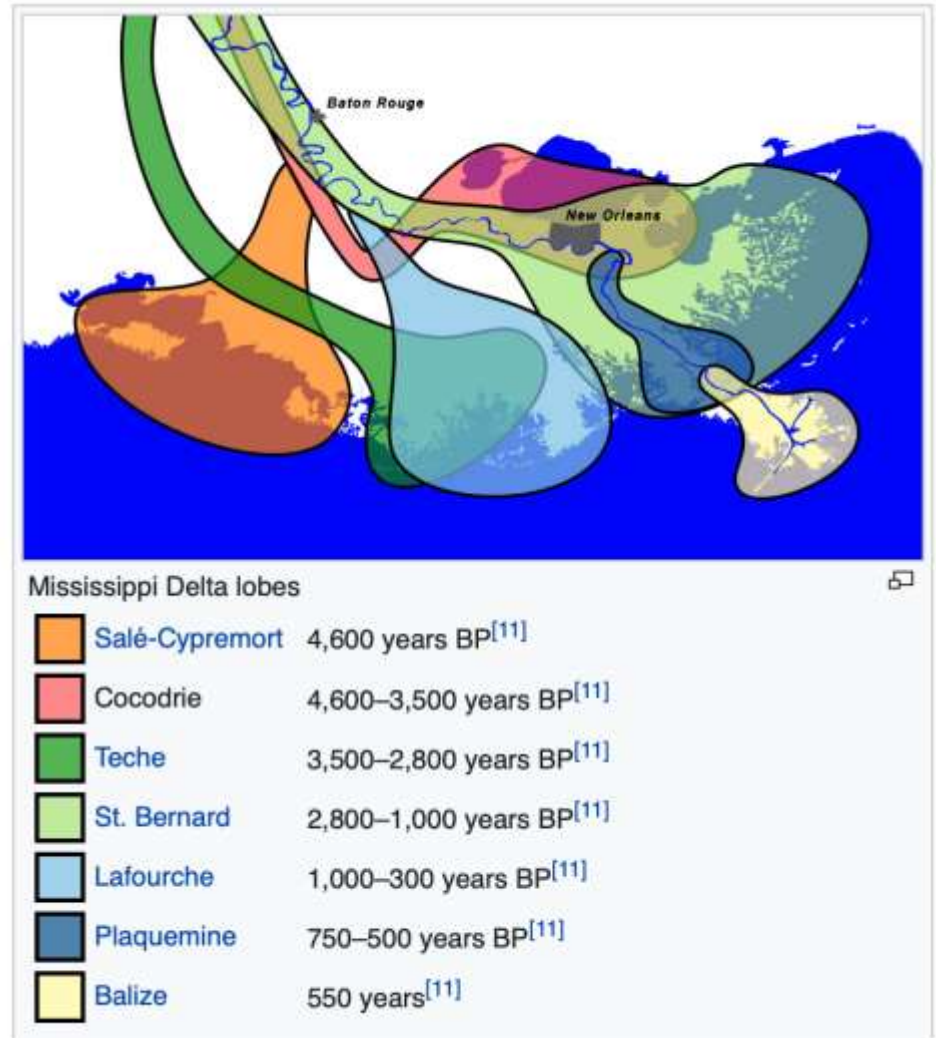 Baton Rouge
New Orleans
Mississippi Delta lobes
Salé-Cypremort 4,600 years BP[11]
Cocodrie 4,600–3,500 years BP[11]
Teche 3,500–2,800 years BP[11]
St. Bernard 2,800–1,000 years BP[11]
Lafourche 1,000–300 years BP[11]
Plaquemine 750–500 years BP[11]
Balize 550 years[11]